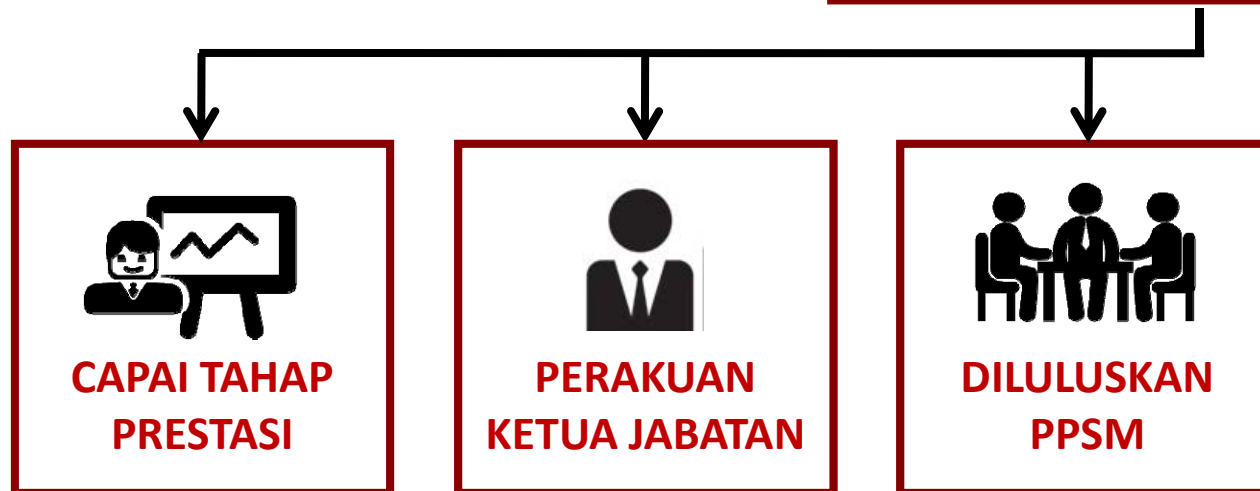 CAPAI TAHAP
PRESTASI
PERAKUAN
KETUA JABATAN
DILULUSKAN
PPSM